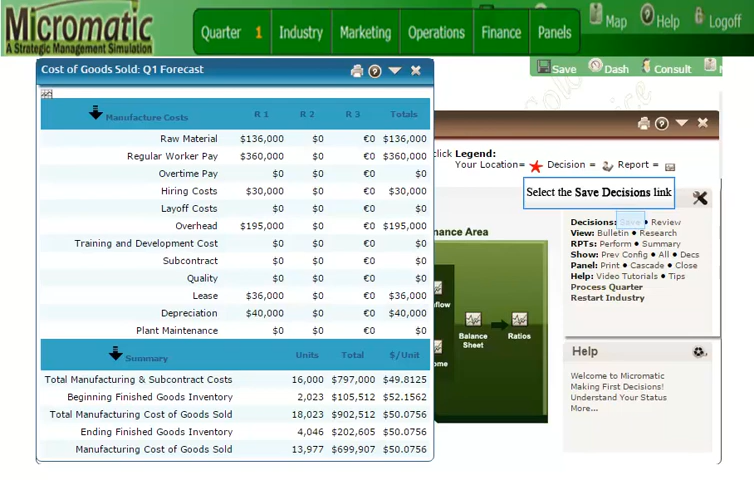 Micromatic
A Strategic Management Simulation
Quarter 1 Industry Marketing Operations Finance Panels
Map Help Logoff
Save Dash Consult
Cost of Goods Sold: Q1 Forecast
Manufacture Costs R 1 R 2 R 3 Totals
Raw Material $136,000 $0 €0 $136,000
Regular Worker Pay $360,000 $0 €0 $360,000
Overtime Pay $0 $0 €0 $0
Hiring Costs $30,000 $0 €0 $30,000
Layoff Costs $0 $0 €0 $0
Overhead $195,000 $0 €0 $195,000
Training and Development Cost $0 $0 €0 $0
Subcontract $0 $0 €0 $0
Quality $0 $0 €0 $0
Lease $36,000 $0 €0 $36,000
Depreciation $40,000 $0 €0 $40,000
Plant Maintenance $0 $0 €0 $0
Summary Units Total $/Unit
Total Manufacturing & Subcontract Costs 16,000 $797,000 $49.8125
Beginning Finished Goods Inventory 2,023 $105,512 $52.1562
Total Manufacturing Cost of Goods Sold 18,023 $902,512 $50.0756
Ending Finished Goods Inventory 4,046 $202,605 $50.0756
Manufacturing Cost of Goods Sold 13,977 $699,907 $50.0756
click Legend:
Your Location= Decision = Report =
Select the Save Decisions link
nance Area
flow
ome
Balance
Sheet
Ratios
Decisions: Save • Review
View: Bulletin • Research
RPTs: Perform • Summary
Show: Prev Config • All • Decs
Panel: Print • Cascade • Close
Help: Video Tutorials • Tips
Process Quarter
Restart Industry
Help
Welcome to Micromatic
Making First Decisions!
Understand Your Status
More...